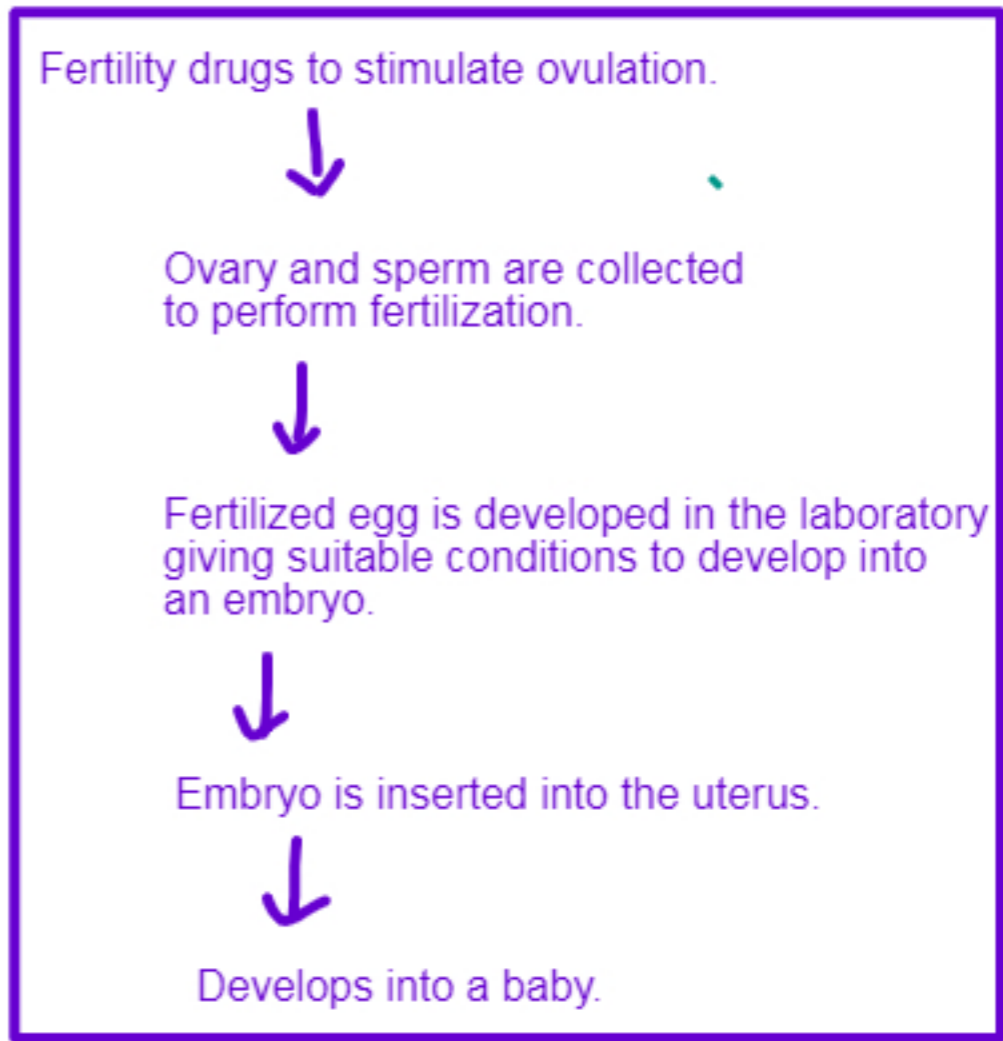 Fertility drugs to stimulate ovulation.
Ovary and sperm are collected
to perform fertilization.
Fertilized egg is developed in the laboratory
giving suitable conditions to develop into
an embryo.
Embryo is inserted into the uterus.
Develops into a baby.